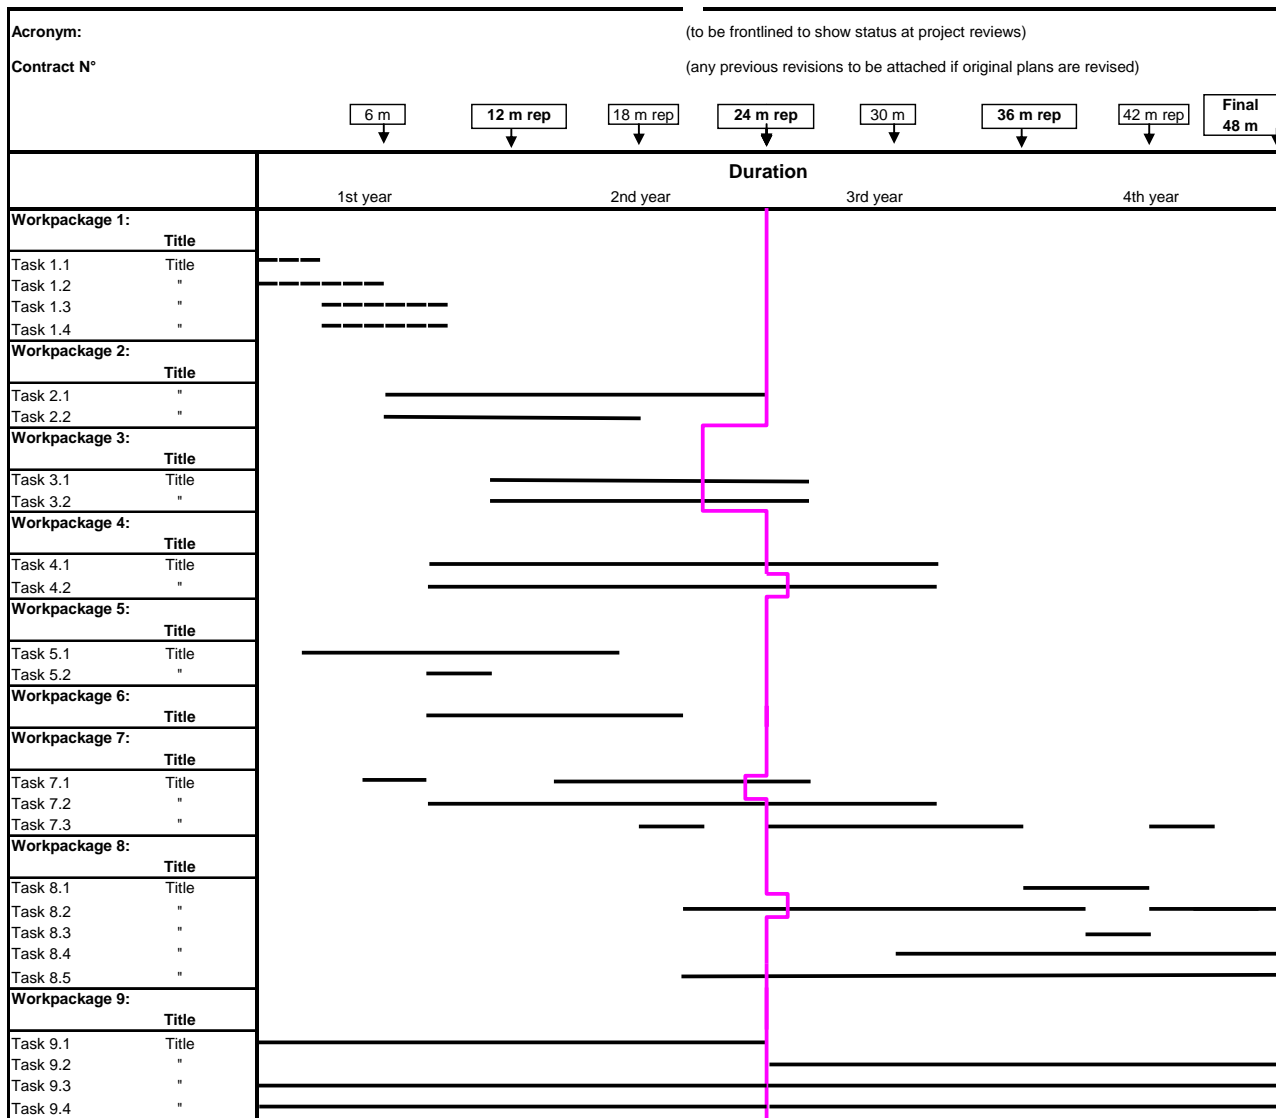 Acronym: (to be frontlined to show status at project reviews)
Contract N° (any previous revisions to be attached if original plans are revised)
6 m 12 m rep 18 m rep 24 m rep 30 m 36 m rep 42 m rep Final
48 m
Duration
1st year 2nd year 3rd year 4th year
Workpackage 1:
Title
Task 1.1 Title
Task 1.2 "
Task 1.3 "
Task 1.4 "
Workpackage 2:
Title
Task 2.1 "
Task 2.2 "
Workpackage 3:
Title
Task 3.1 Title
Task 3.2 "
Workpackage 4:
Title
Task 4.1 Title
Task 4.2 "
Workpackage 5:
Title
Task 5.1 Title
Task 5.2 "
Workpackage 6:
Title
Workpackage 7:
Title
Task 7.1 Title
Task 7.2 "
Task 7.3 "
Workpackage 8:
Title
Task 8.1 Title
Task 8.2 "
Task 8.3 "
Task 8.4 "
Task 8.5 "
Workpackage 9:
Title
Task 9.1 Title
Task 9.2 "
Task 9.3 "
Task 9.4 "